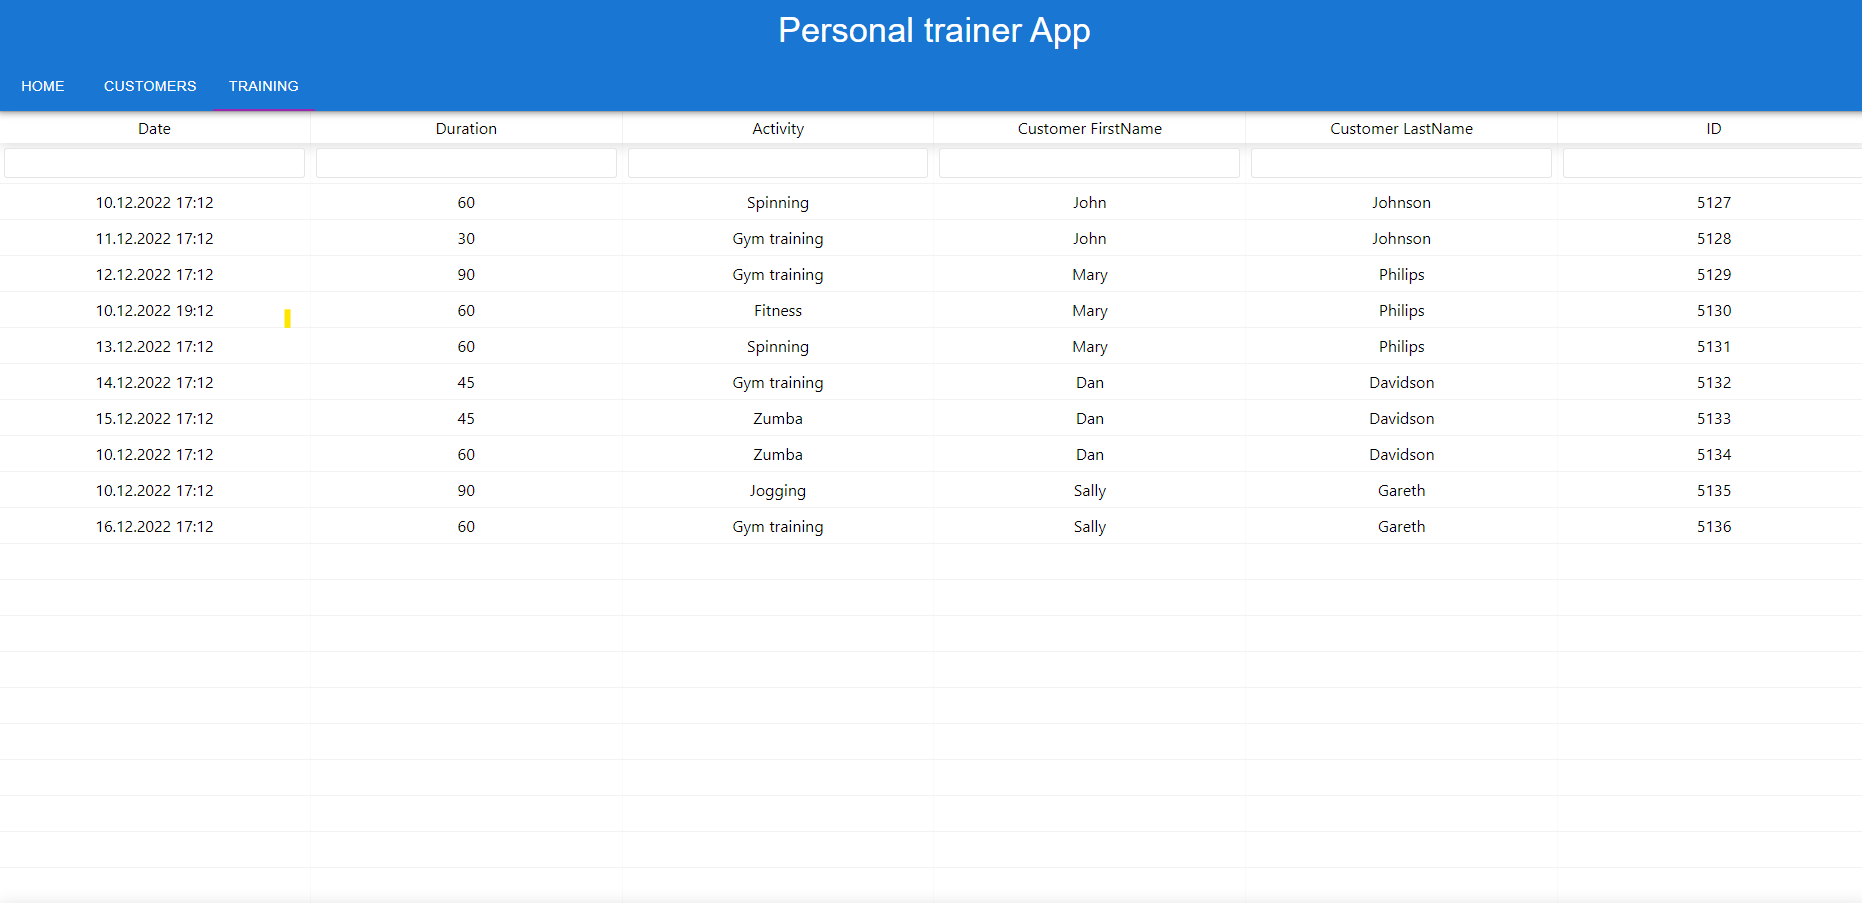 Personal trainer App
HOME CUSTOMERS TRAINING
Date Duration Activity Customer FirstName Customer LastName ID
10.12.2022 17:12 60 Spinning John Johnson 5127
11.12.2022 17:12 30 Gym training John Johnson 5128
12.12.2022 17:12 90 Gym training Mary Philips 5129
10.12.2022 19:12 60 Fitness Mary Philips 5130
13.12.2022 17:12 60 Spinning Mary Philips 5131
14.12.2022 17:12 45 Gym training Dan Davidson 5132
15.12.2022 17:12 45 Zumba Dan Davidson 5133
10.12.2022 17:12 60 Zumba Dan Davidson 5134
10.12.2022 17:12 90 Jogging Sally Gareth 5135
16.12.2022 17:12 60 Gym training Sally Gareth 5136